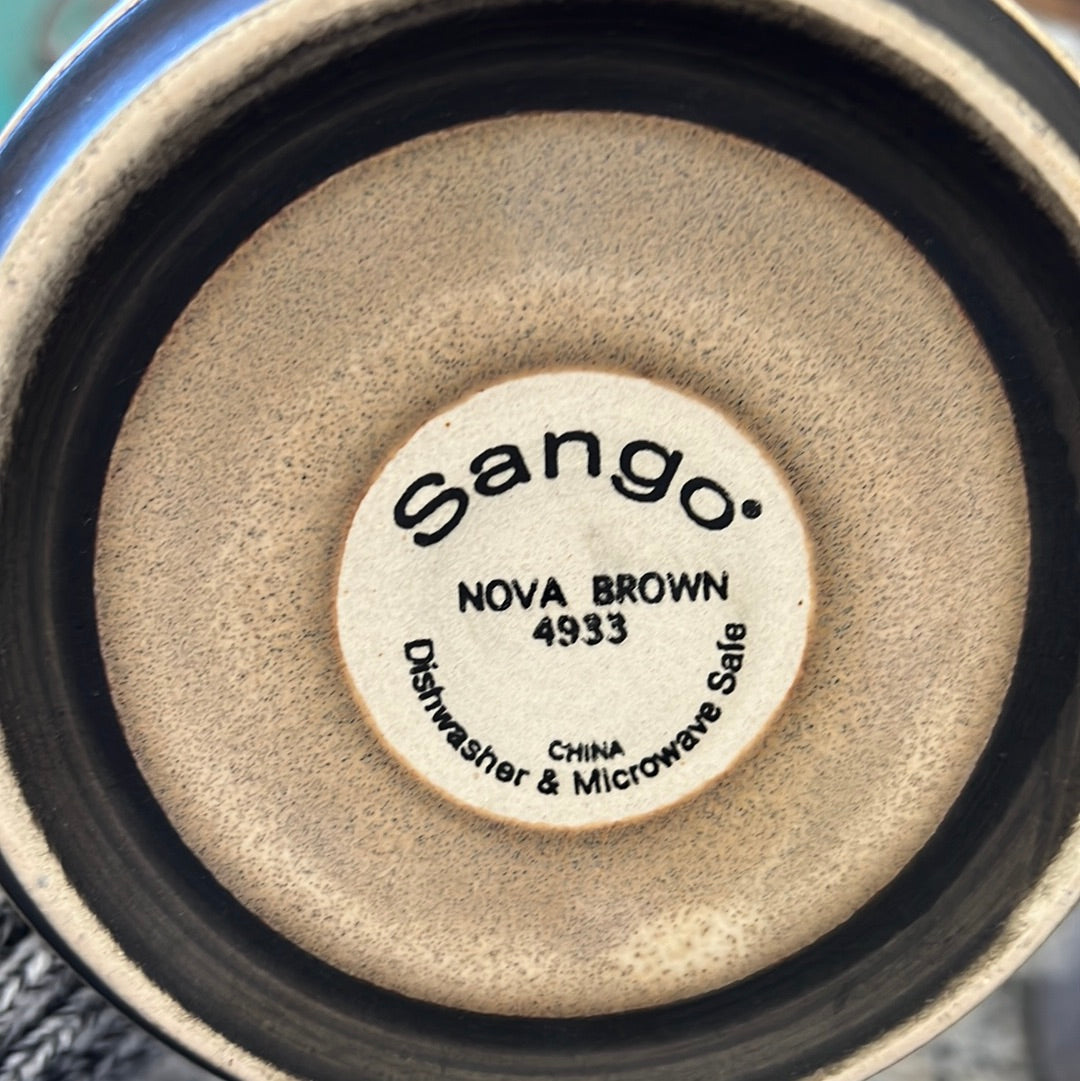 Sango®
NOVA BROWN
4933
CHINA
Dishwasher & Microwave Safe